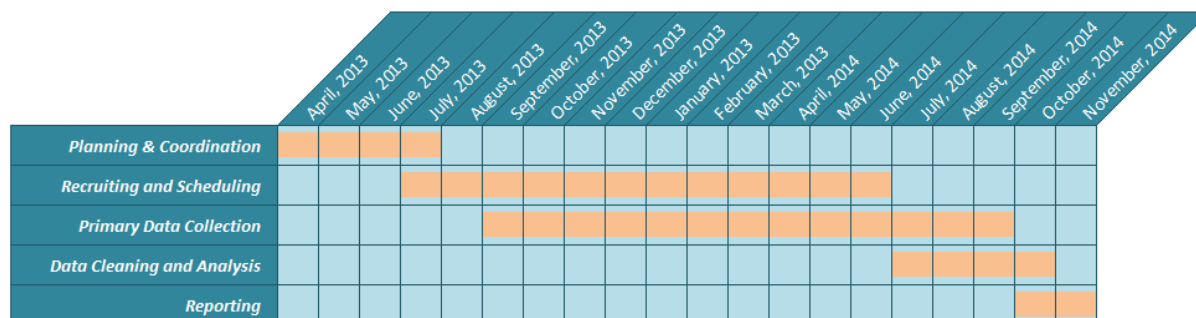 April, 2013
May, 2013
June, 2013
July, 2013
August, 2013
September, 2013
October, 2013
November, 2013
December, 2013
January, 2013
February, 2013
March, 2013
April, 2014
May, 2014
June, 2014
July, 2014
August, 2014
September, 2014
October, 2014
November, 2014
Planning & Coordination
Recruiting and Scheduling
Primary Data Collection
Data Cleaning and Analysis
Reporting